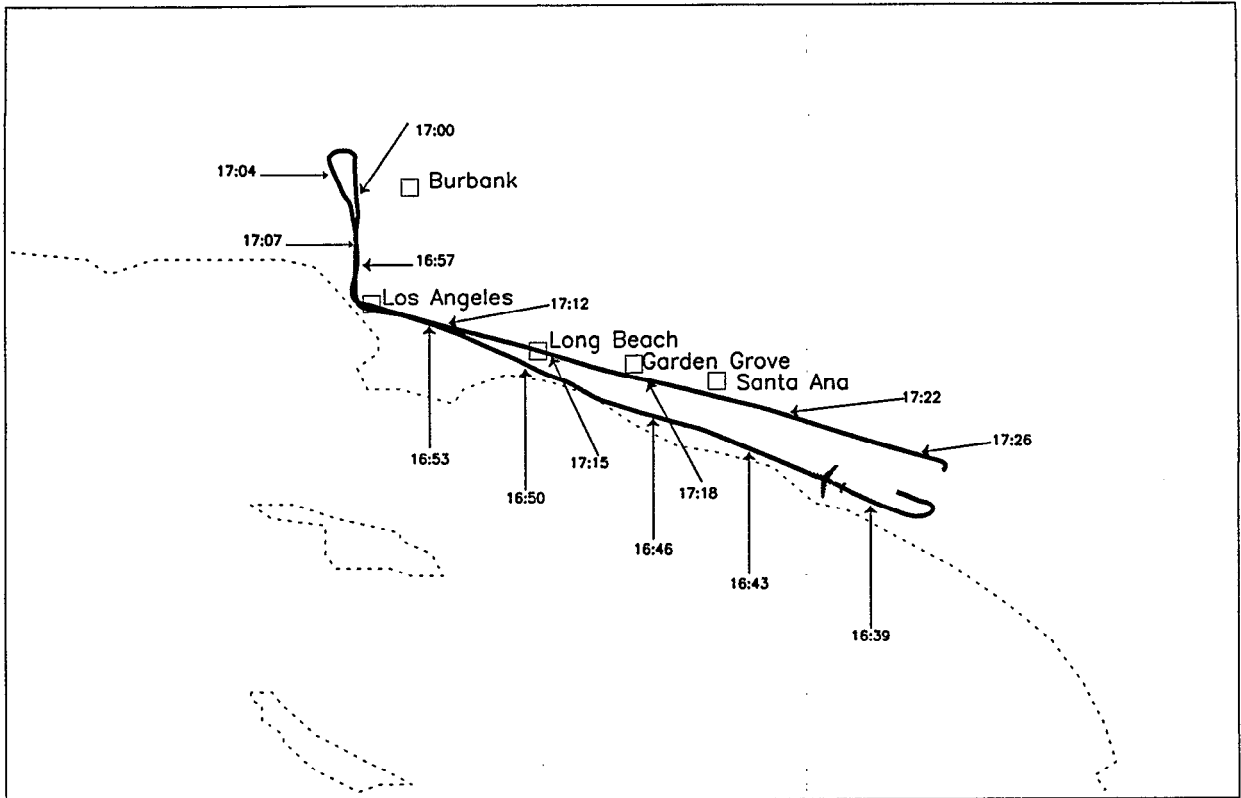 17:00
17:04
Burbank
17:07
16:57
Los Angeles
17:12
Long Beach
Garden Grove
Santa Ana
17:22
17:26
16:53
17:15
17:18
16:50
16:46
16:43
16:39